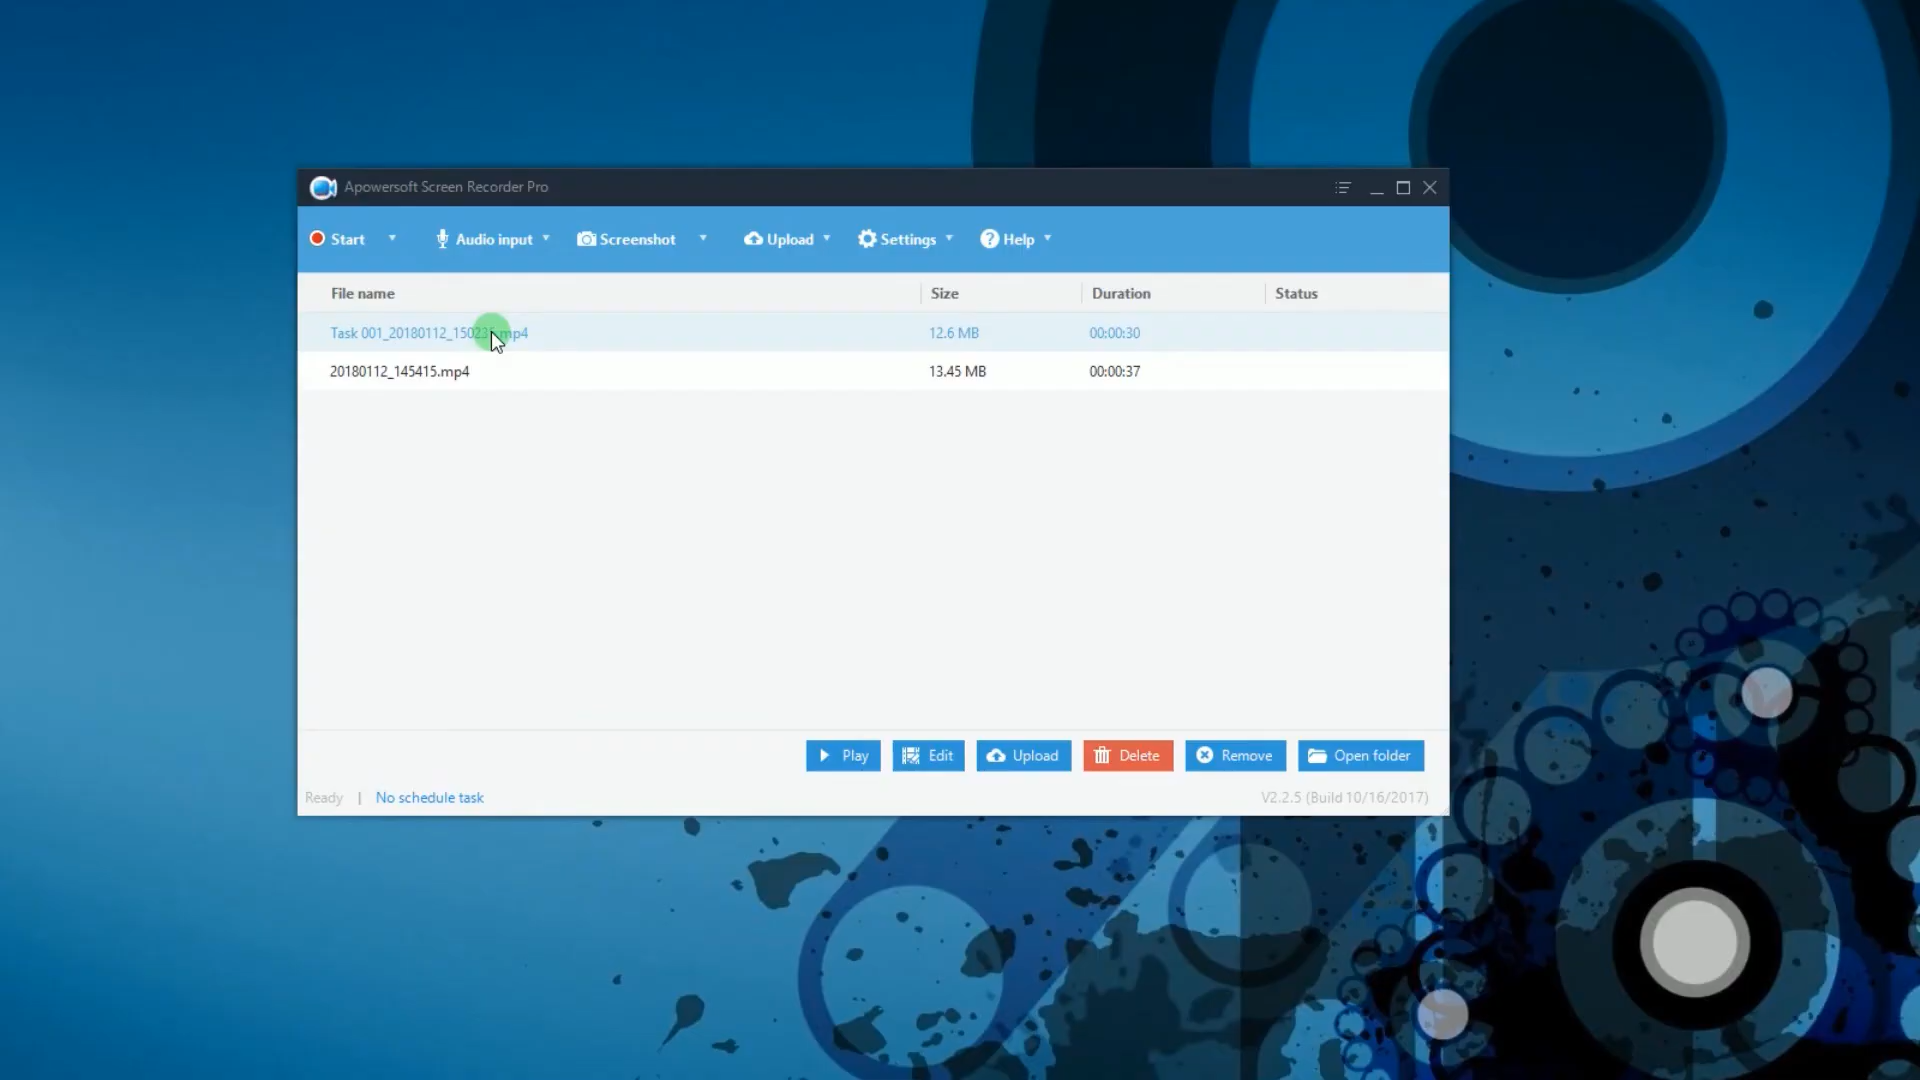 Apowersoft Screen Recorder Pro
Start Audio input Screenshot Upload Settings Help
File name Size Duration Status
12.6 MB 00:00:30
20180112_145415.mp4 13.45 MB 00:00:37
Play Edit Upload Delete Remove Open folder
Ready | No schedule task V2.2.5 (Build 10/16/2017)